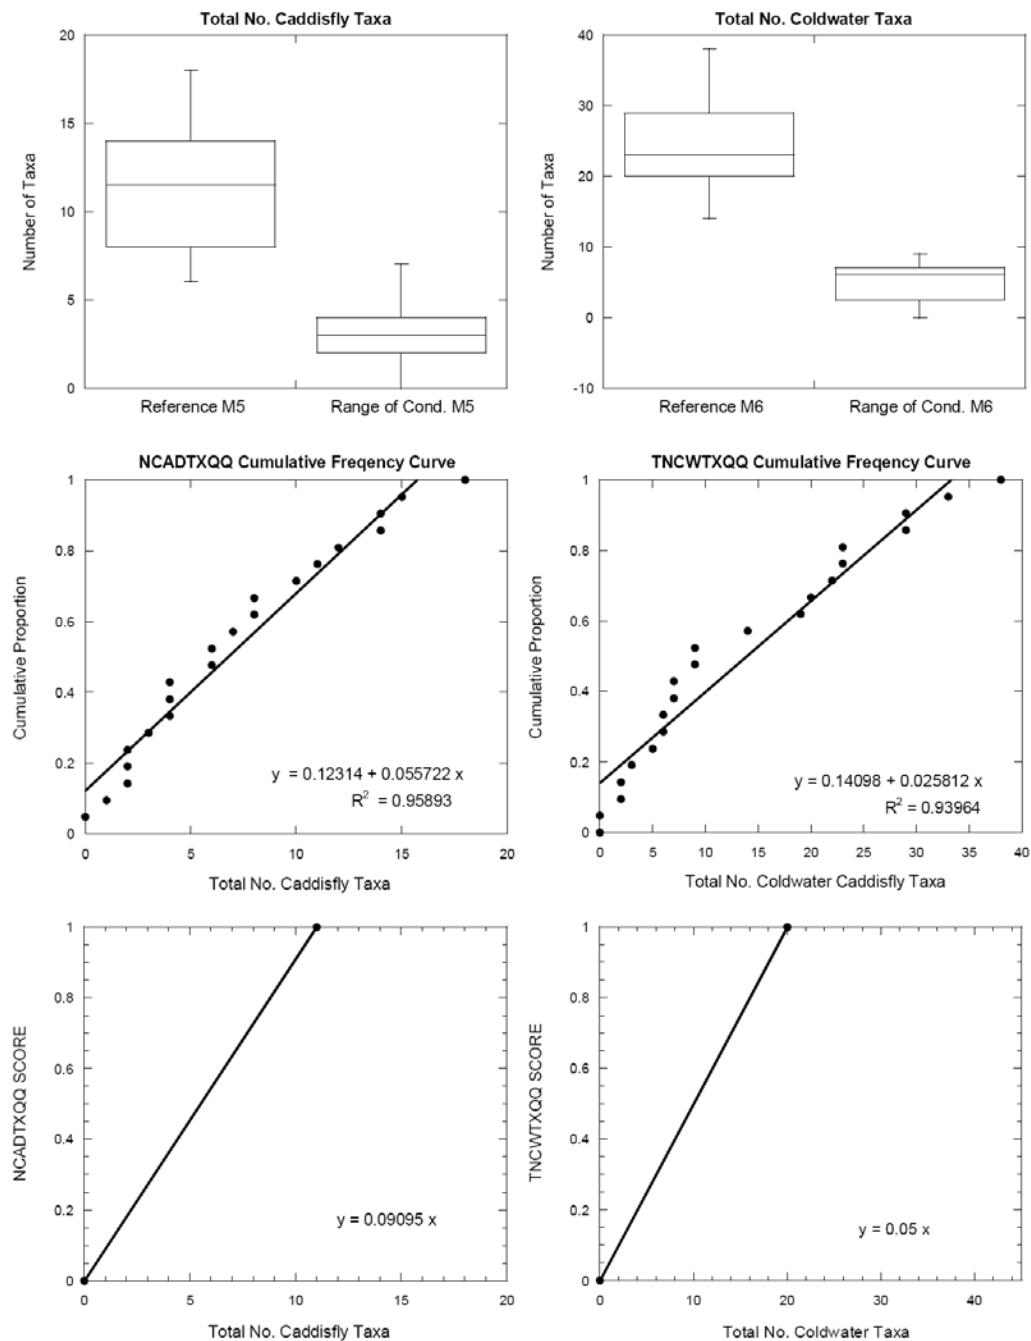 Total No. Caddisfly Taxa
20
15
10
5
0
Number of Taxa
Reference M5
Range of Cond. M5
Total No. Coldwater Taxa
40
30
20
10
0
-10
Number of Taxa
Reference M6
Range of Cond. M6
NCADTXQQ Cumulative Freqency Curve
1
0.8
0.6
0.4
0.2
0
Cumulative Proportion
y = 0.12314 + 0.055722 x
R² = 0.95893
0 5 10 15 20
Total No. Caddisfly Taxa
TNCWTXQQ Cumulative Freqency Curve
1
0.8
0.6
0.4
0.2
0
Cumulative Proportion
y = 0.14098 + 0.025812 x
R² = 0.93964
0 5 10 15 20 25 30 35 40
Total No. Coldwater Caddisfly Taxa
1
0.8
0.6
0.4
0.2
0
NCADTXQQ SCORE
y = 0.09095 x
0 5 10 15 20
Total No. Caddisfly Taxa
1
0.8
0.6
0.4
0.2
0
TNCWTXQQ SCORE
y = 0.05 x
0 10 20 30 40
Total No. Coldwater Taxa